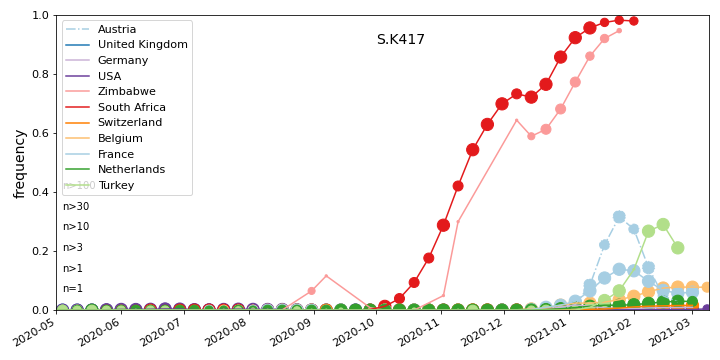 S.K417
frequency
1.0
0.8
0.6
0.4
0.2
0.0
Austria
United Kingdom
Germany
USA
Zimbabwe
South Africa
Switzerland
Belgium
France
Netherlands
Turkey
n>100
n>30
n>10
n>3
n>1
n=1
2020-05
2020-06
2020-07
2020-08
2020-09
2020-10
2020-11
2020-12
2021-01
2021-02
2021-03